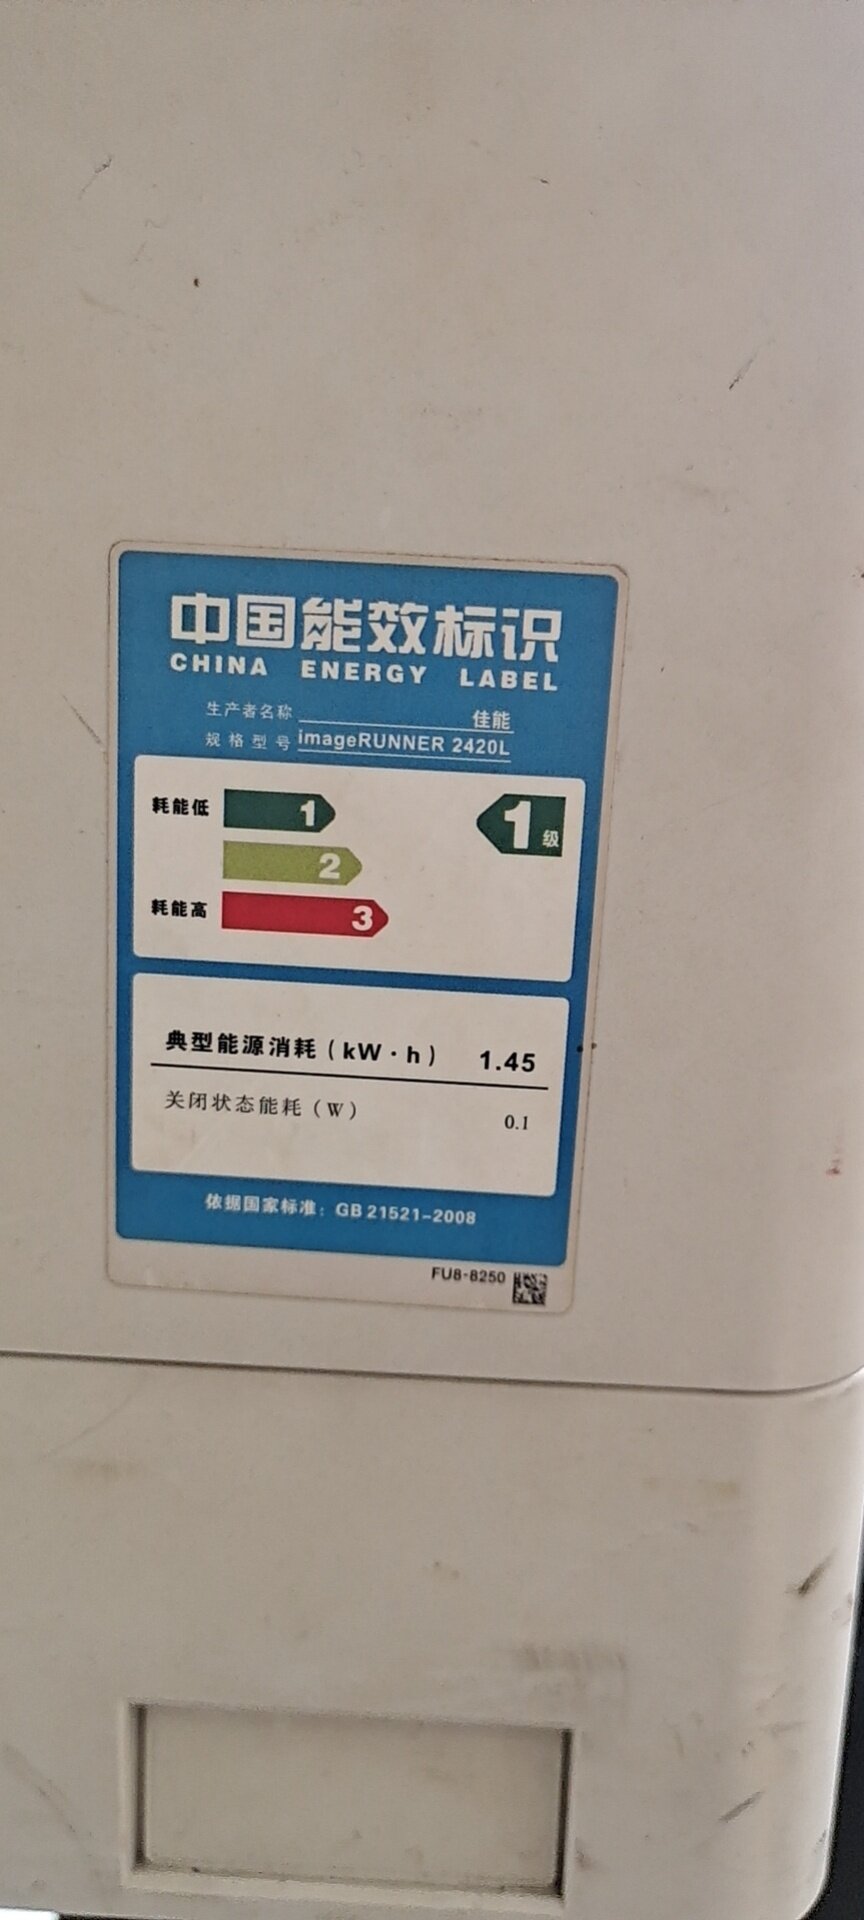 中国能效标识
CHINA ENERGY LABEL
生产者名称 佳能
规格型号 imageRUNNER 2420L
耗能低 1 1级
2
耗能高 3
典型能源消耗(kW·h) 1.45
关闭状态能耗(W) 0.1
依据国家标准：GB 21521-2008
FU8-8250